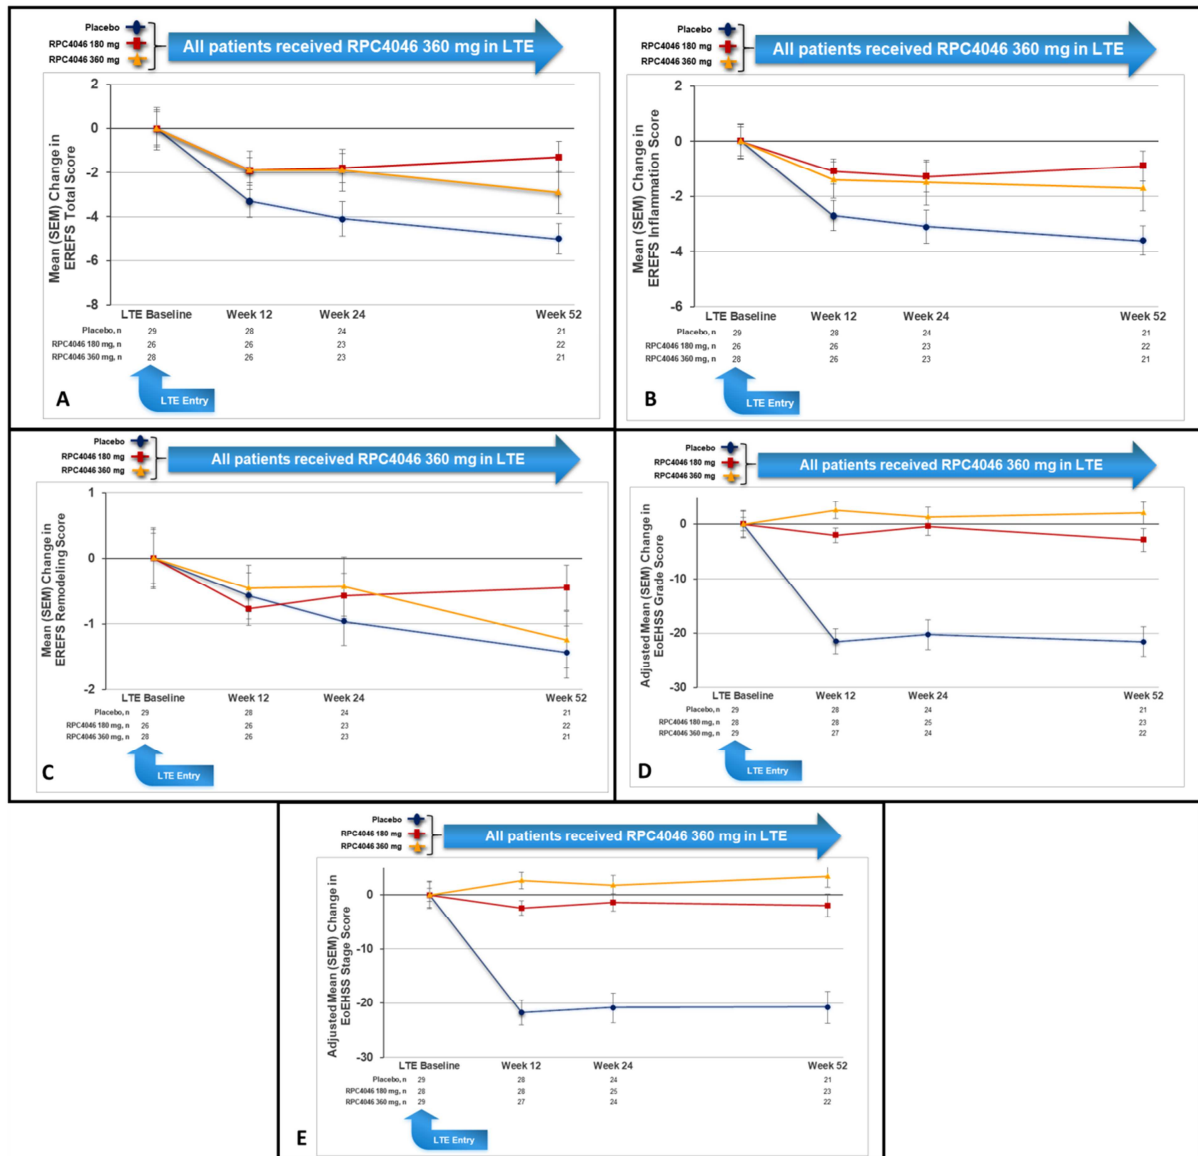 Placebo
RPC4046 180 mg
RPC4046 360 mg
All patients received RPC4046 360 mg in LTE
Mean (SEM) Change in
EREFS Total Score
2
0
-2
-4
-6
-8
LTE Baseline Week 12 Week 24 Week 52
Placebo, n 29 28 24 21
RPC4046 180 mg, n 26 26 23 22
RPC4046 360 mg, n 28 26 23 21
LTE Entry
A
Placebo
RPC4046 180 mg
RPC4046 360 mg
All patients received RPC4046 360 mg in LTE
Mean (SEM) Change in
EREFS Inflammation Score
2
0
-2
-4
-6
LTE Baseline Week 12 Week 24 Week 52
Placebo, n 29 28 24 21
RPC4046 180 mg, n 26 26 23 22
RPC4046 360 mg, n 28 26 23 21
LTE Entry
B
Placebo
RPC4046 180 mg
RPC4046 360 mg
All patients received RPC4046 360 mg in LTE
Mean (SEM) Change in
EREFS Remodeling Score
1
0
-1
-2
LTE Baseline Week 12 Week 24 Week 52
Placebo, n 29 28 24 21
RPC4046 180 mg, n 26 26 23 22
RPC4046 360 mg, n 28 26 23 21
LTE Entry
C
Placebo
RPC4046 180 mg
RPC4046 360 mg
All patients received RPC4046 360 mg in LTE
Adjusted Mean (SEM) Change in
EoEHSS Grade Score
0
-10
-20
-30
LTE Baseline Week 12 Week 24 Week 52
Placebo, n 29 28 24 21
RPC4046 180 mg, n 28 28 25 23
RPC4046 360 mg, n 29 27 24 22
LTE Entry
D
Placebo
RPC4046 180 mg
RPC4046 360 mg
All patients received RPC4046 360 mg in LTE
Adjusted Mean (SEM) Change in
EoEHSS Stage Score
0
-10
-20
-30
LTE Baseline Week 12 Week 24 Week 52
Placebo, n 29 28 24 21
RPC4046 180 mg, n 28 28 25 23
RPC4046 360 mg, n 29 27 24 22
LTE Entry
E